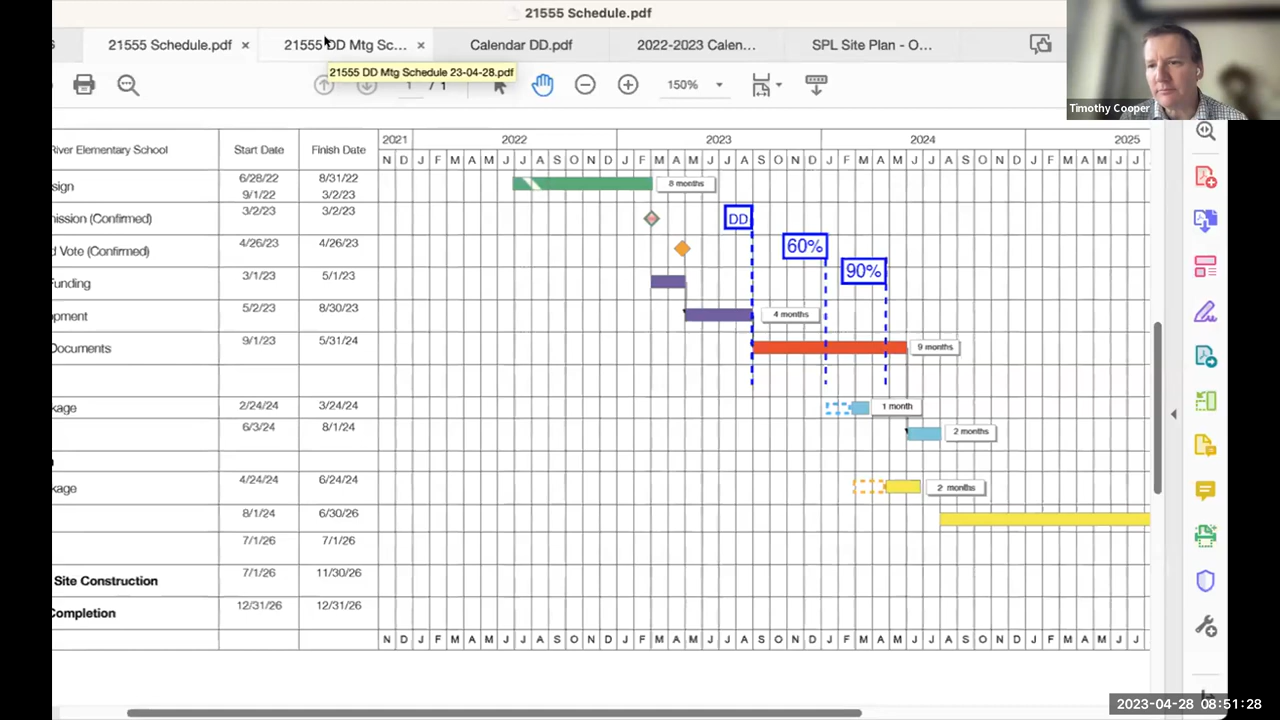 21555 Schedule.pdf
21555 Schedule.pdf × 21555 DD Mtg Sc... × Calendar DD.pdf 2022-2023 Calen... SPL Site Plan - O...
21555 DD Mtg Schedule 23-04-28.pdf
1 / 1 150%
Timothy Cooper
River Elementary School Start Date Finish Date 2021 2022 2023 2024 2025
N D J F M A M J J A S O N D J F M A M J J A S O N D J F M A M J J A S O N D J F M A M J J
sign 6/28/22 8/31/22 8 months
9/1/22 3/2/23
mission (Confirmed) 3/2/23 3/2/23 DD
d Vote (Confirmed) 4/26/23 4/26/23 60%
Funding 3/1/23 5/1/23 90%
pment 5/2/23 8/30/23 4 months
Documents 9/1/23 5/31/24 9 months
kage 2/24/24 3/24/24 1 month
6/3/24 8/1/24 2 months
kage 4/24/24 6/24/24 2 months
8/1/24 6/30/26
7/1/26 7/1/26
Site Construction 7/1/26 11/30/26
Completion 12/31/26 12/31/26
N D J F M A M J J A S O N D J F M A M J J A S O N D J F M A M J J A S O N D J F M A M J J
2023-04-28 08:51:28